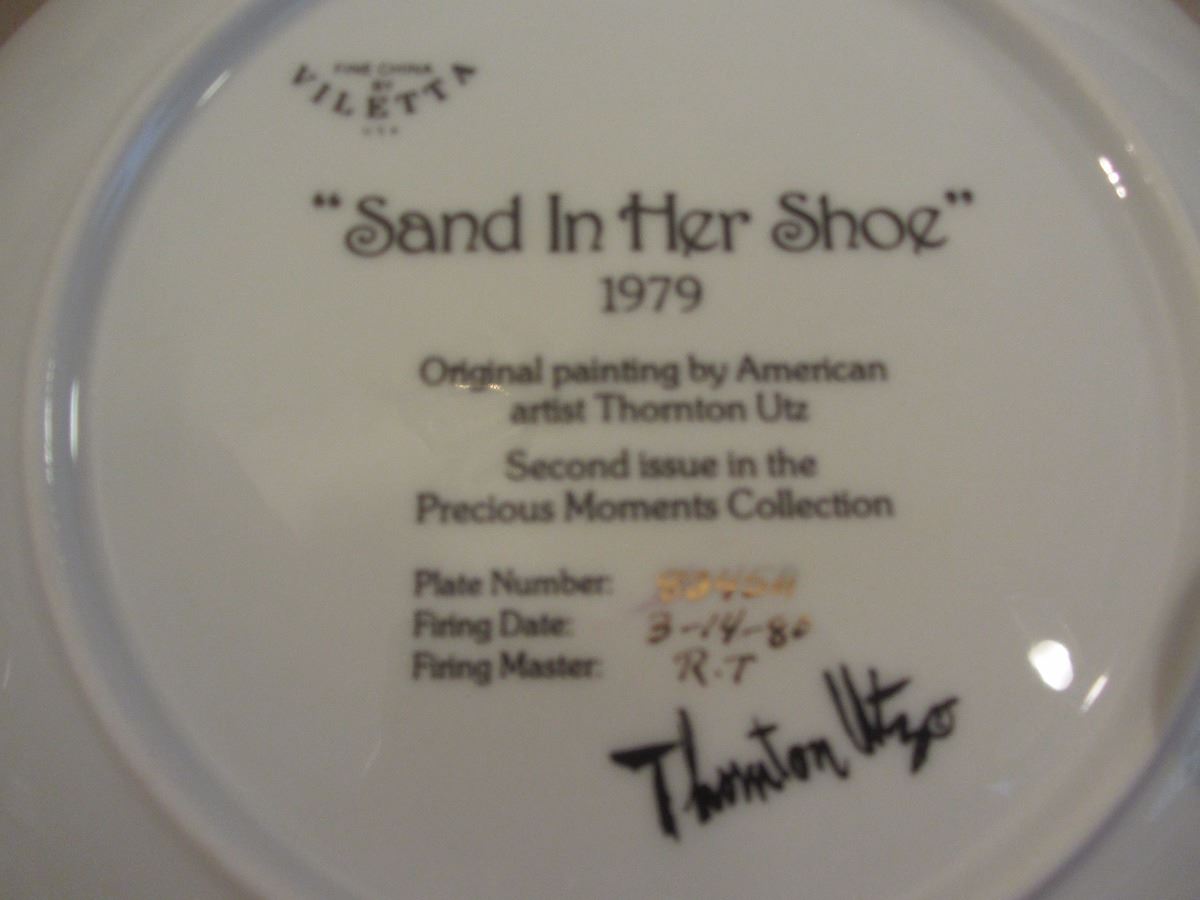 FINE CHINA
BY
VILETTA
U.S.A.
“Sand In Her Shoe”
1979
Original painting by American
artist Thornton Utz
Second issue in the
Precious Moments Collection
Plate Number:
Firing Date: 3-14-80
Firing Master: R.T
Thornton Utz ©